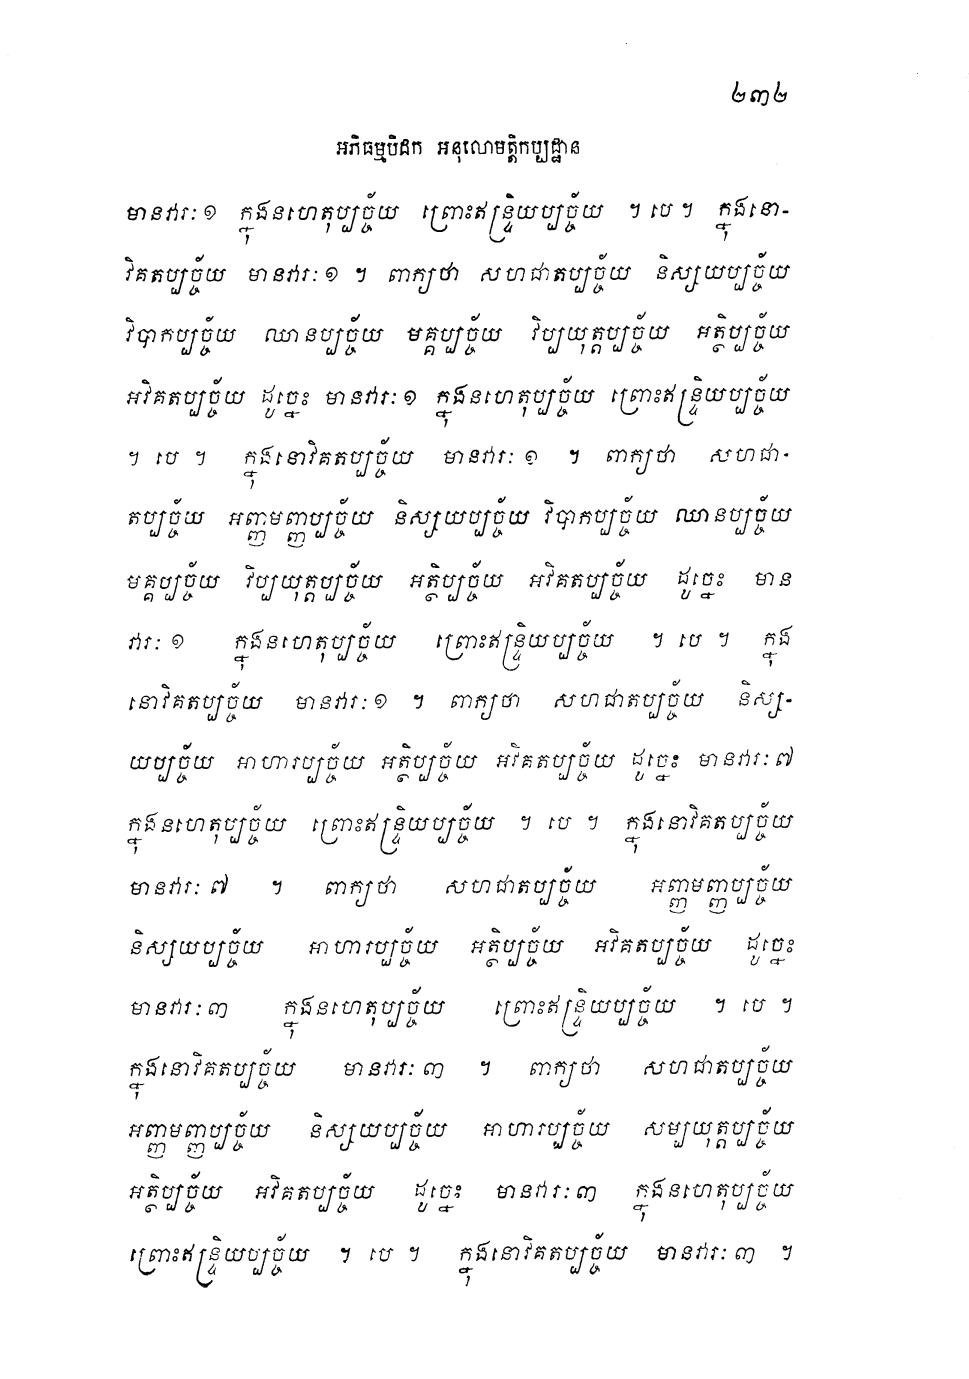 ២៣២
អភិធម្មបិដក អនុលោមត្តិកប្បដ្ឋាន
មានវារៈ១ ក្នុងនហេតុប្បច្ច័យ ព្រោះឥន្ទ្រិយប្បច្ច័យ ។ បេ ។ ក្នុងនោ-
វិគតប្បច្ច័យ មានវារៈ១ ។ ពាក្យថា សហជាតប្បច្ច័យ និស្សយប្បច្ច័យ
វិបាកប្បច្ច័យ ឈានប្បច្ច័យ មគ្គប្បច្ច័យ វិប្បយុត្តប្បច្ច័យ អត្ថិប្បច្ច័យ
អវិគតប្បច្ច័យ ដូច្នេះ មានវារៈ១ ក្នុងនហេតុប្បច្ច័យ ព្រោះឥន្ទ្រិយប្បច្ច័យ
។ បេ ។ ក្នុងនោវិគតប្បច្ច័យ មានវារៈ ១ ។ ពាក្យថា សហជា-
តប្បច្ច័យ អញ្ញមញ្ញប្បច្ច័យ និស្សយប្បច្ច័យ វិបាកប្បច្ច័យ ឈានប្បច្ច័យ
មគ្គប្បច្ច័យ វិប្បយុត្តប្បច្ច័យ អត្ថិប្បច្ច័យ អវិគតប្បច្ច័យ ដូច្នេះ មាន
វារៈ ១ ក្នុងនហេតុប្បច្ច័យ ព្រោះឥន្ទ្រិយប្បច្ច័យ ។ បេ ។ ក្នុង
នោវិគតប្បច្ច័យ មានវារៈ១ ។ ពាក្យថា សហជាតប្បច្ច័យ និស្ស-
យប្បច្ច័យ អាហារប្បច្ច័យ អត្ថិប្បច្ច័យ អវិគតប្បច្ច័យ ដូច្នេះ មានវារៈ៧
ក្នុងនហេតុប្បច្ច័យ ព្រោះឥន្ទ្រិយប្បច្ច័យ ។ បេ ។ ក្នុងនោវិគតប្បច្ច័យ
មានវារៈ ៧ ។ ពាក្យថា សហជាតប្បច្ច័យ អញ្ញមញ្ញប្បច្ច័យ
និស្សយប្បច្ច័យ អាហារប្បច្ច័យ អត្ថិប្បច្ច័យ អវិគតប្បច្ច័យ ដូច្នេះ
មានវារៈ៣ ក្នុងនហេតុប្បច្ច័យ ព្រោះឥន្ទ្រិយប្បច្ច័យ ។ បេ ។
ក្នុងនោវិគតប្បច្ច័យ មានវារៈ៣ ។ ពាក្យថា សហជាតប្បច្ច័យ
អញ្ញមញ្ញប្បច្ច័យ និស្សយប្បច្ច័យ អាហារប្បច្ច័យ សម្បយុត្តប្បច្ច័យ
អត្ថិប្បច្ច័យ អវិគតប្បច្ច័យ ដូច្នេះ មានវារៈ៣ ក្នុងនហេតុប្បច្ច័យ
ព្រោះឥន្ទ្រិយប្បច្ច័យ ។ បេ ។ ក្នុងនោវិគតប្បច្ច័យ មានវារៈ៣ ។